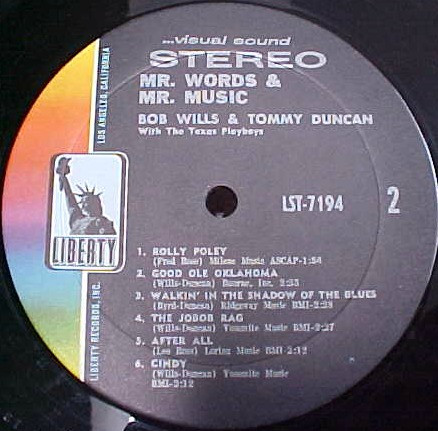 ...visual sound
STEREO
MR. WORDS &
MR. MUSIC
BOB WILLS & TOMMY DUNCAN
With The Texas Playboys
LST-7194
2
LOS ANGELES, CALIFORNIA
LIBERTY
LIBERTY RECORDS, INC.
1. ROLLY POLEY
(Fred Rose) Milene Music ASCAP-1:54
2. GOOD OLE OKLAHOMA
(Wills-Duncan) Bourne, Inc. 2:35
3. WALKIN' IN THE SHADOW OF THE BLUES
(Byrd-Duncan) Ridgeway Music BMI-2:38
4. THE JOBOB RAG
(Wills-Duncan) Yosemite Music BMI-2:27
5. AFTER ALL
(Lee Ross) Loring Music BMI-2:12
6. CINDY
(Wills-Duncan) Yosemite Music
BMI-2:12